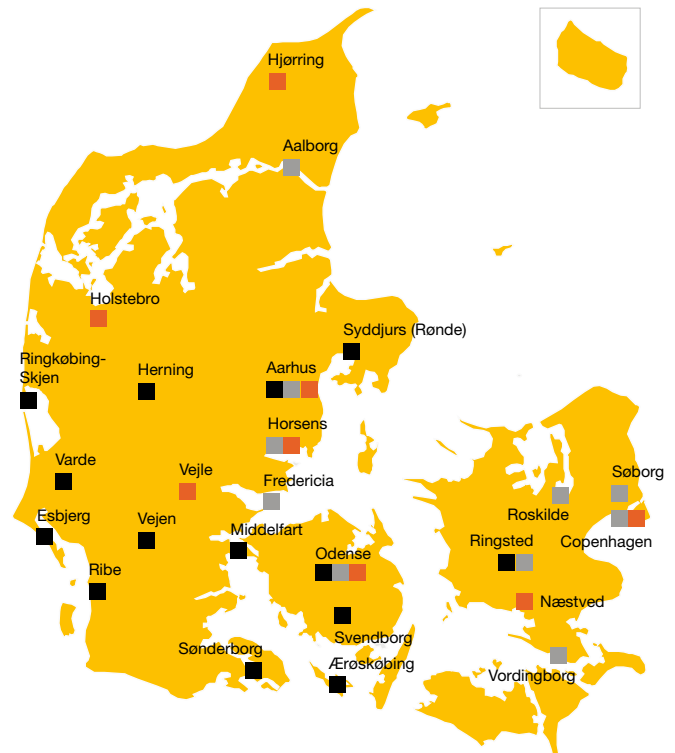 Hjørring
Aalborg
Holstebro
Syddjurs (Rønde)
Ringkøbing-
Skjen
Herning
Aarhus
Horsens
Varde
Vejle
Fredericia
Søborg
Roskilde
Esbjerg
Vejen
Middelfart
Ringsted
Copenhagen
Odense
Ribe
Næstved
Svendborg
Sønderborg
Ærøskøbing
Vordingborg